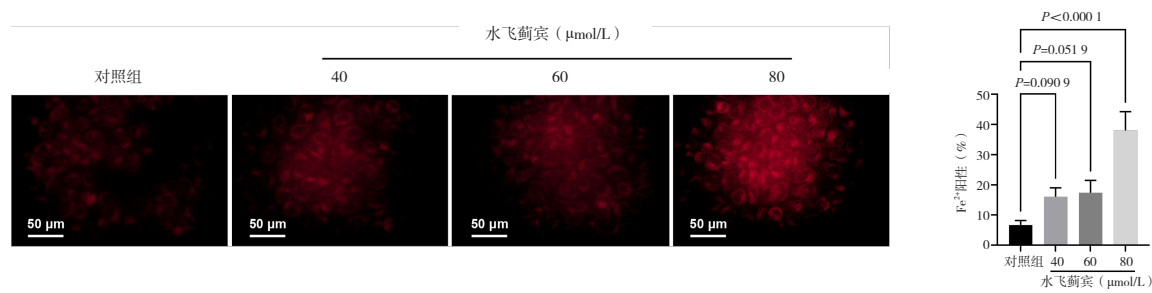 水飞蓟宾（μmol/L）
对照组
40
60
80
50 μm
50 μm
50 μm
50 μm
P＜0.000 1
P=0.051 9
P=0.090 9
Fe²⁺阳性（%）
50
40
30
20
10
0
对照组 40 60 80
水飞蓟宾（μmol/L）